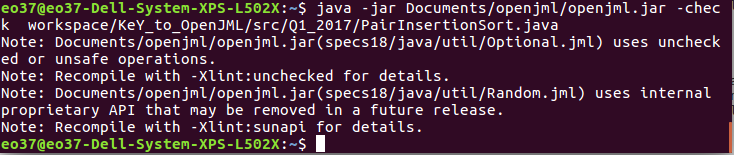 eo37@eo37-Dell-System-XPS-L502X:~$ java -jar Documents/openjml/openjml.jar -chec
k  workspace/KeY_to_OpenJML/src/Q1_2017/PairInsertionSort.java
Note: Documents/openjml/openjml.jar(specs18/java/util/Optional.jml) uses uncheck
ed or unsafe operations.
Note: Recompile with -Xlint:unchecked for details.
Note: Documents/openjml/openjml.jar(specs18/java/util/Random.jml) uses internal
proprietary API that may be removed in a future release.
Note: Recompile with -Xlint:sunapi for details.
eo37@eo37-Dell-System-XPS-L502X:~$